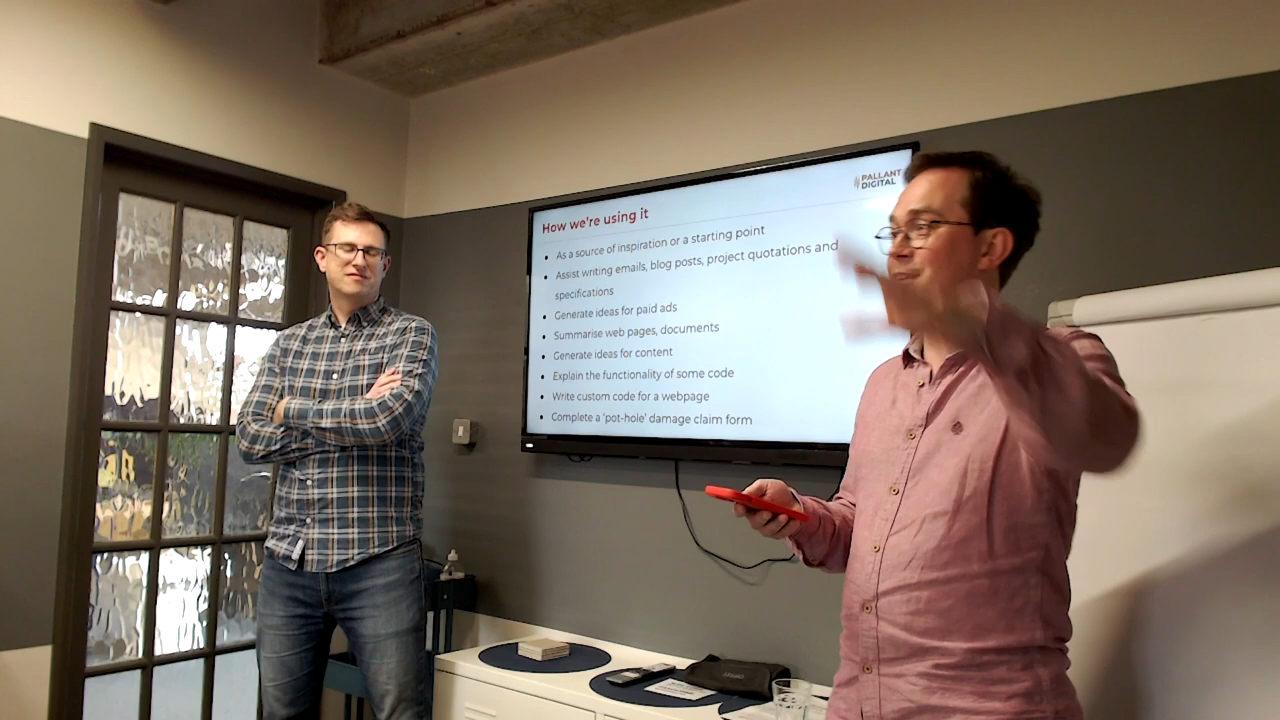 PALLANT
DIGITAL
How we're using it
As a source of inspiration or a starting point
Assist writing emails, blog posts, project quotations and
specifications
Generate ideas for paid ads
Summarise web pages, documents
Generate ideas for content
Explain the functionality of some code
Write custom code for a webpage
Complete a 'pot-hole' damage claim form